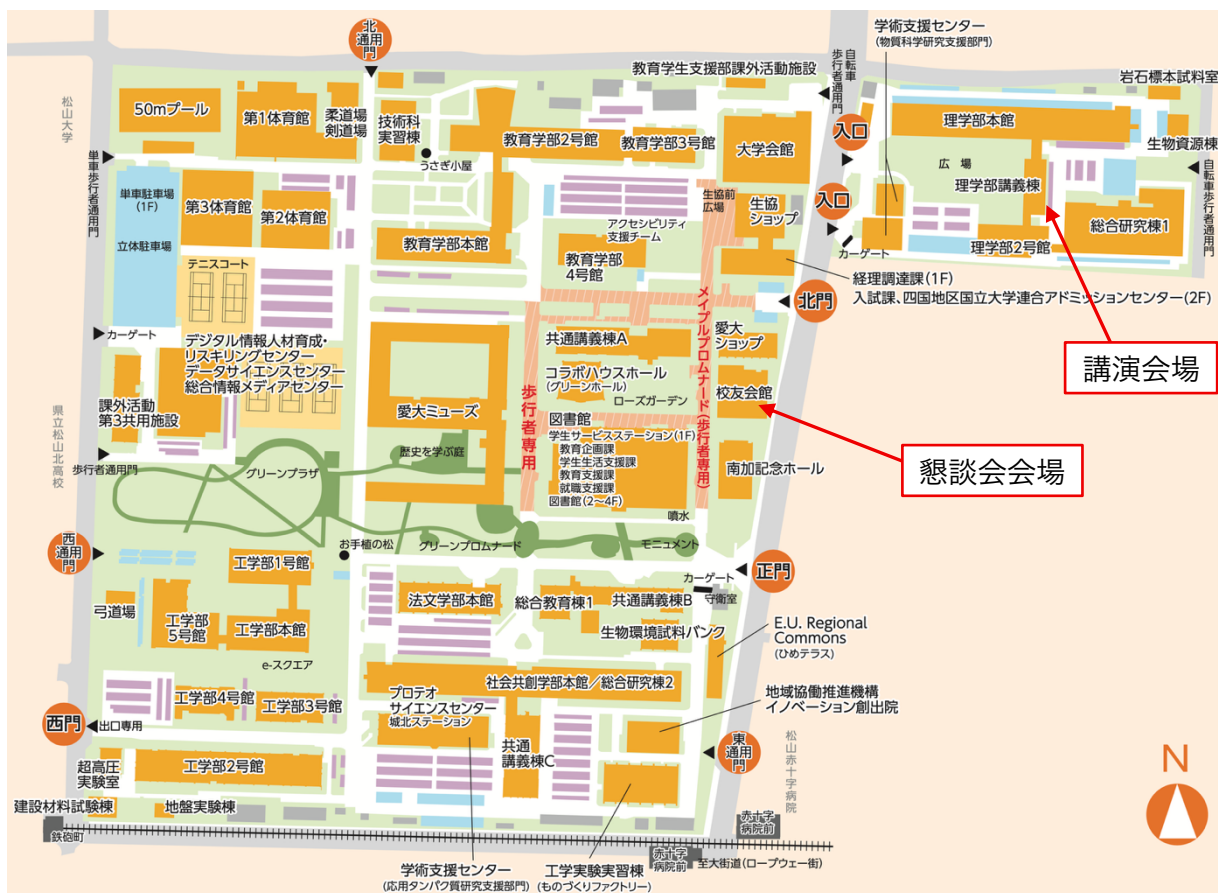 北
通用
門
学術支援センター
(物質科学研究支援部門)
自転車
歩行者通用門
教育学生支援部課外活動施設
岩石標本試料室
松山大学
50mプール
第1体育館
柔道場
剣道場
技術科
実習棟
うさぎ小屋
教育学部2号館
教育学部3号館
大学会館
入口
理学部本館
広 場
生物資源棟
自転車歩行者通用門
単車歩行者通用門
単車駐車場
(1F)
立体駐車場
第3体育館
第2体育館
教育学部本館
アクセシビリティ
支援チーム
教育学部
4号館
生協前
広場
生協
ショップ
入口
カーゲート
理学部講義棟
理学部2号館
総合研究棟1
経理調達課(1F)
入試課、四国地区国立大学連合アドミッションセンター(2F)
テニスコート
北門
メイプルプロムナード(歩行者専用)
カーゲート
デジタル情報人材育成・
リスキリングセンター
データサイエンスセンター
総合情報メディアセンター
共通講義棟A
愛大
ショップ
講演会場
コラボハウスホール
(グリーンホール)
ローズガーデン
校友会館
歩行者専用
県立松山北高校
課外活動
第3共用施設
愛大ミューズ
図書館
学生サービスステーション(1F)
教育企画課
学生生活支援課
教育支援課
就職支援課
図書館(2〜4F)
懇談会会場
南加記念ホール
歩行者通用門
グリーンプラザ
歴史を学ぶ庭
噴水
西
通用
門
お手植の松
グリーンプロムナード
モニュメント
正門
カーゲート
守衛室
工学部1号館
弓道場
工学部
5号館
工学部本館
法文学部本館
総合教育棟1
共通講義棟B
生物環境試料バンク
E.U. Regional
Commons
(ひめテラス)
e-スクエア
社会共創学部本館/総合研究棟2
地域協働推進機構
イノベーション創出院
工学部4号館
工学部3号館
プロテオ
サイエンスセンター
城北ステーション
西門
出口専用
共通
講義棟C
東
通用
門
松山赤十字病院
N
超高圧
実験室
工学部2号館
建設材料試験棟
地盤実験棟
鉄砲町
赤十字
病院前
赤十字
病院前
至大街道(ロープウェー街)
学術支援センター
(応用タンパク質研究支援部門)
工学実験実習棟
(ものづくりファクトリー)